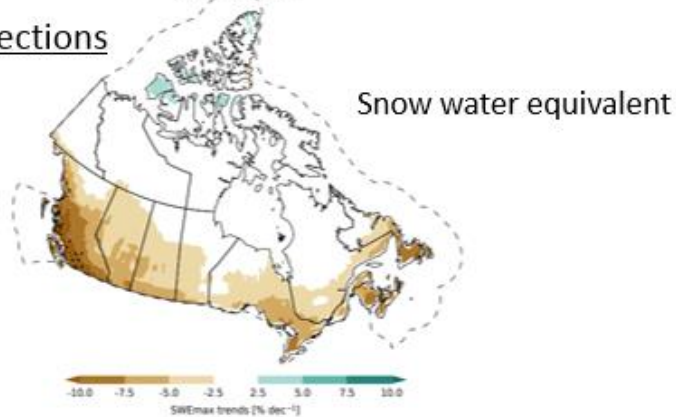 ections
Snow water equivalent
-10.0 -7.5 -5.0 -2.5 2.5 5.0 7.5 10.0
SWEmax trends [% dec⁻¹]